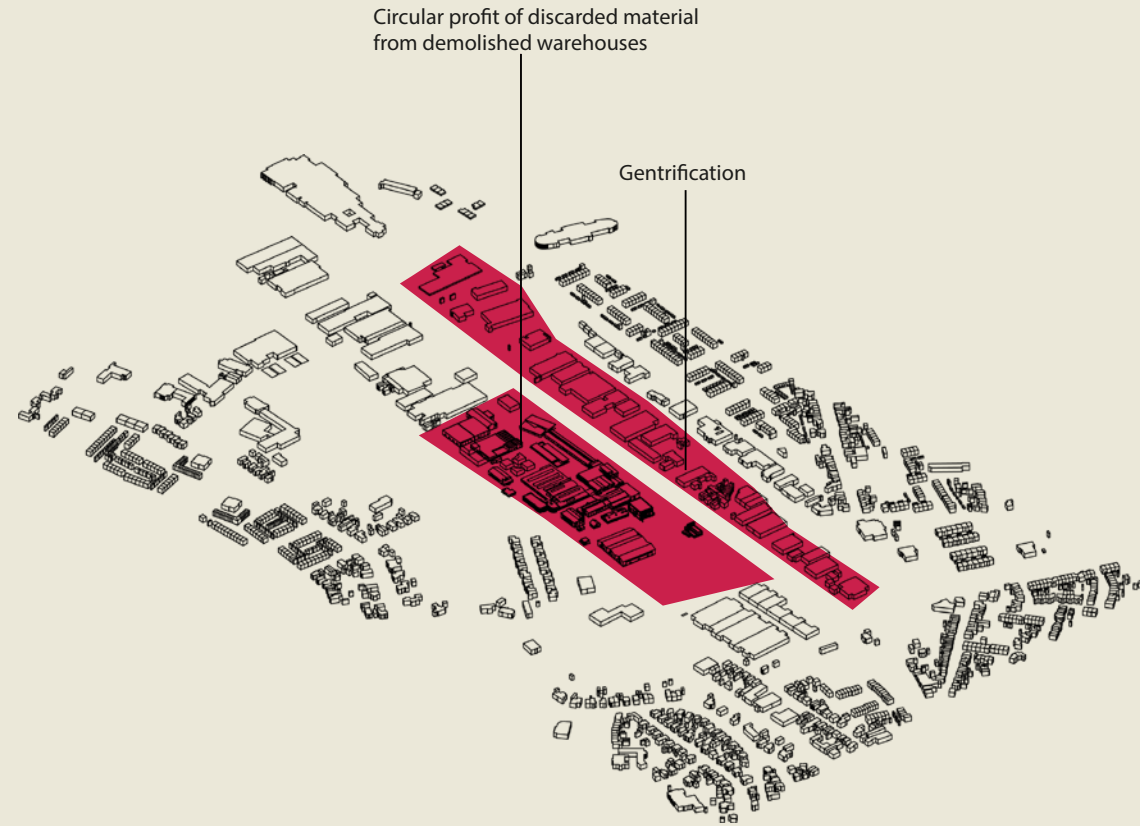 Circular profit of discarded material
from demolished warehouses
Gentrification